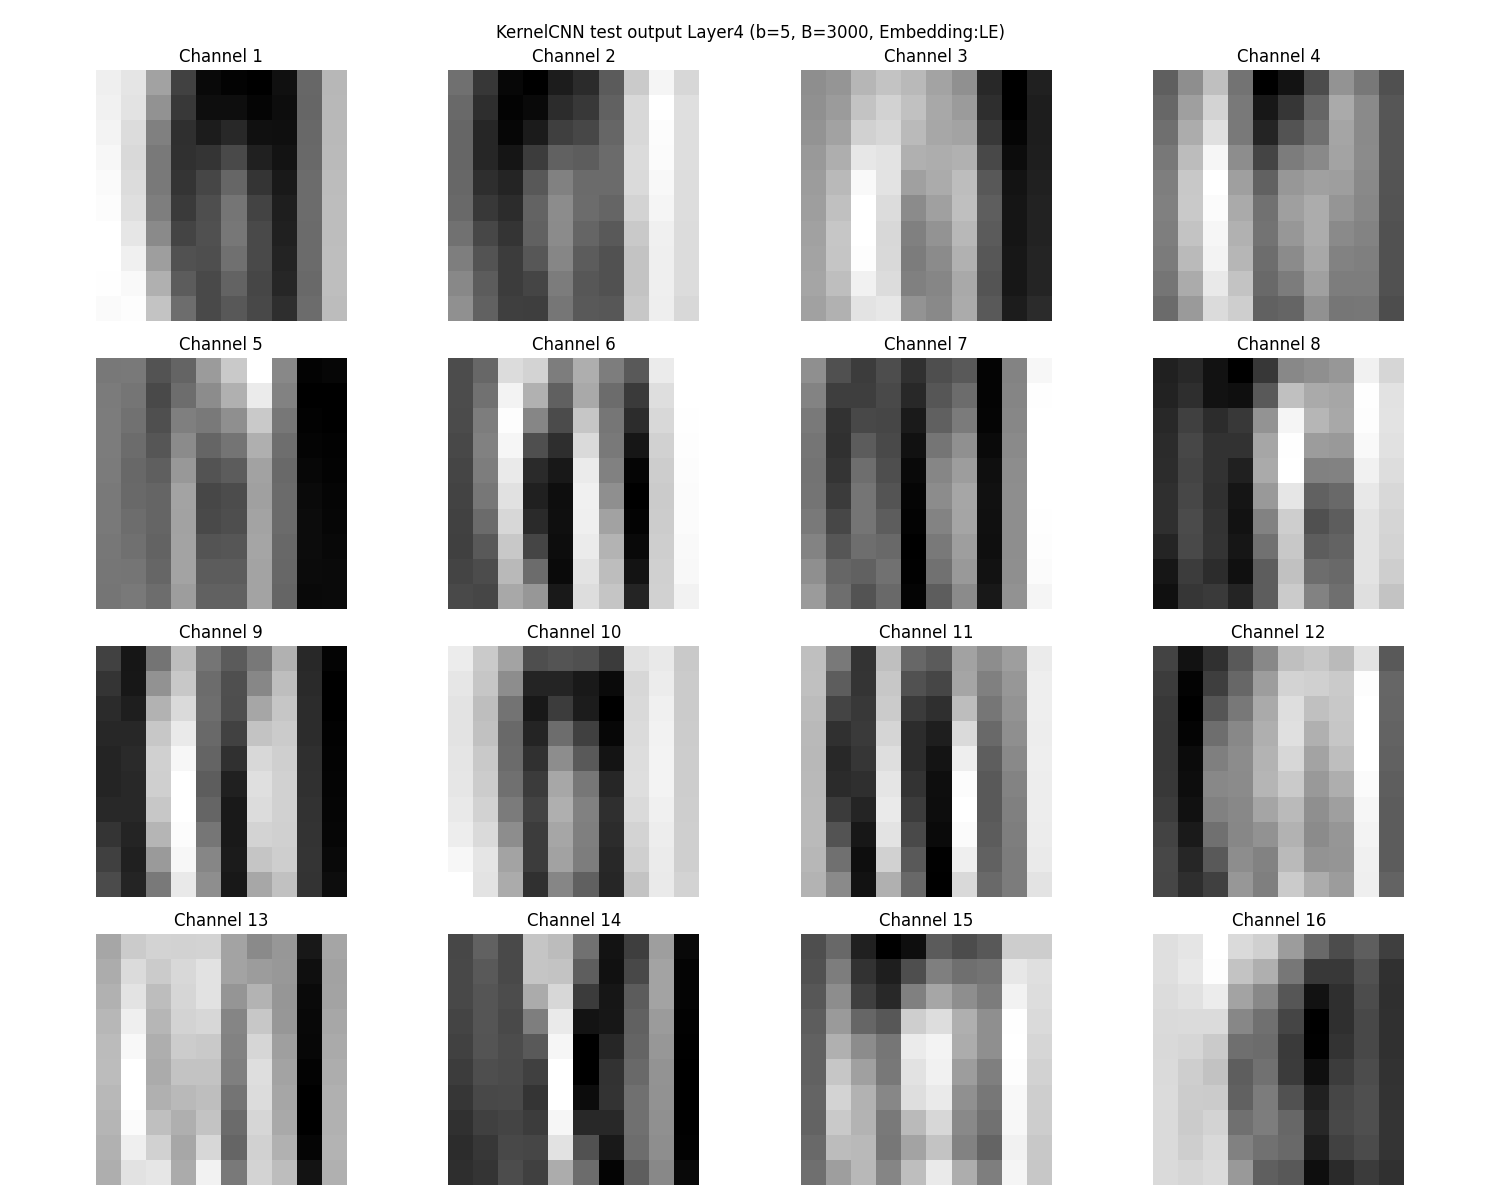 KernelCNN test output Layer4 (b=5, B=3000, Embedding:LE)
Channel 1
Channel 2
Channel 3
Channel 4
Channel 5
Channel 6
Channel 7
Channel 8
Channel 9
Channel 10
Channel 11
Channel 12
Channel 13
Channel 14
Channel 15
Channel 16